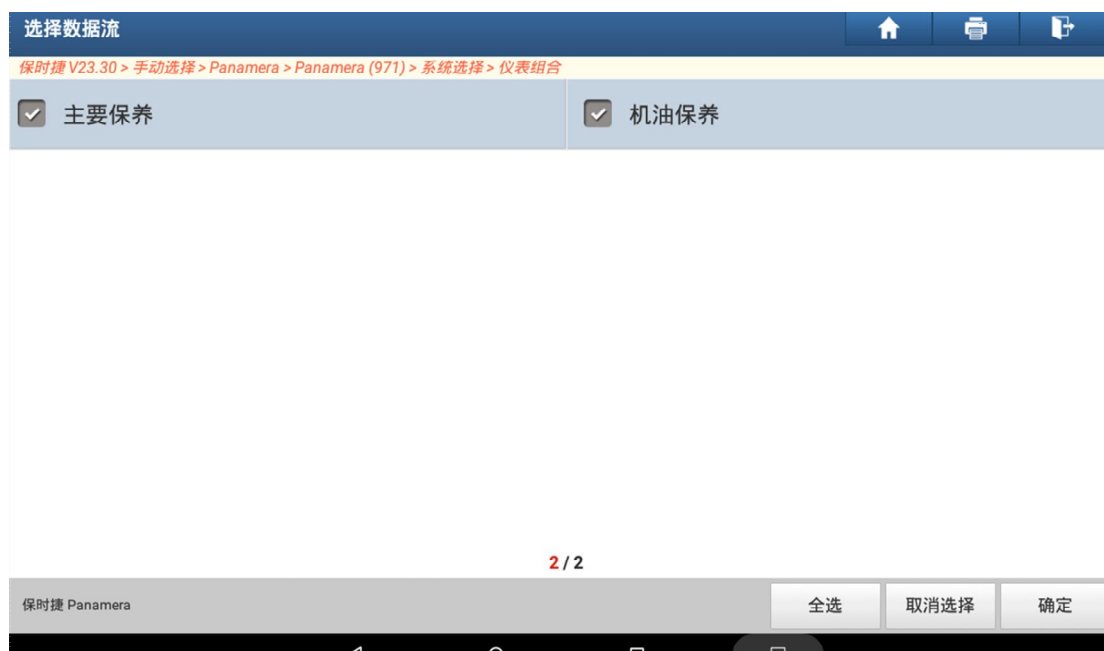 选择数据流
保时捷 V23.30 > 手动选择 > Panamera > Panamera (971) > 系统选择 > 仪表组合
主要保养
机油保养
2 / 2
保时捷 Panamera
全选
取消选择
确定